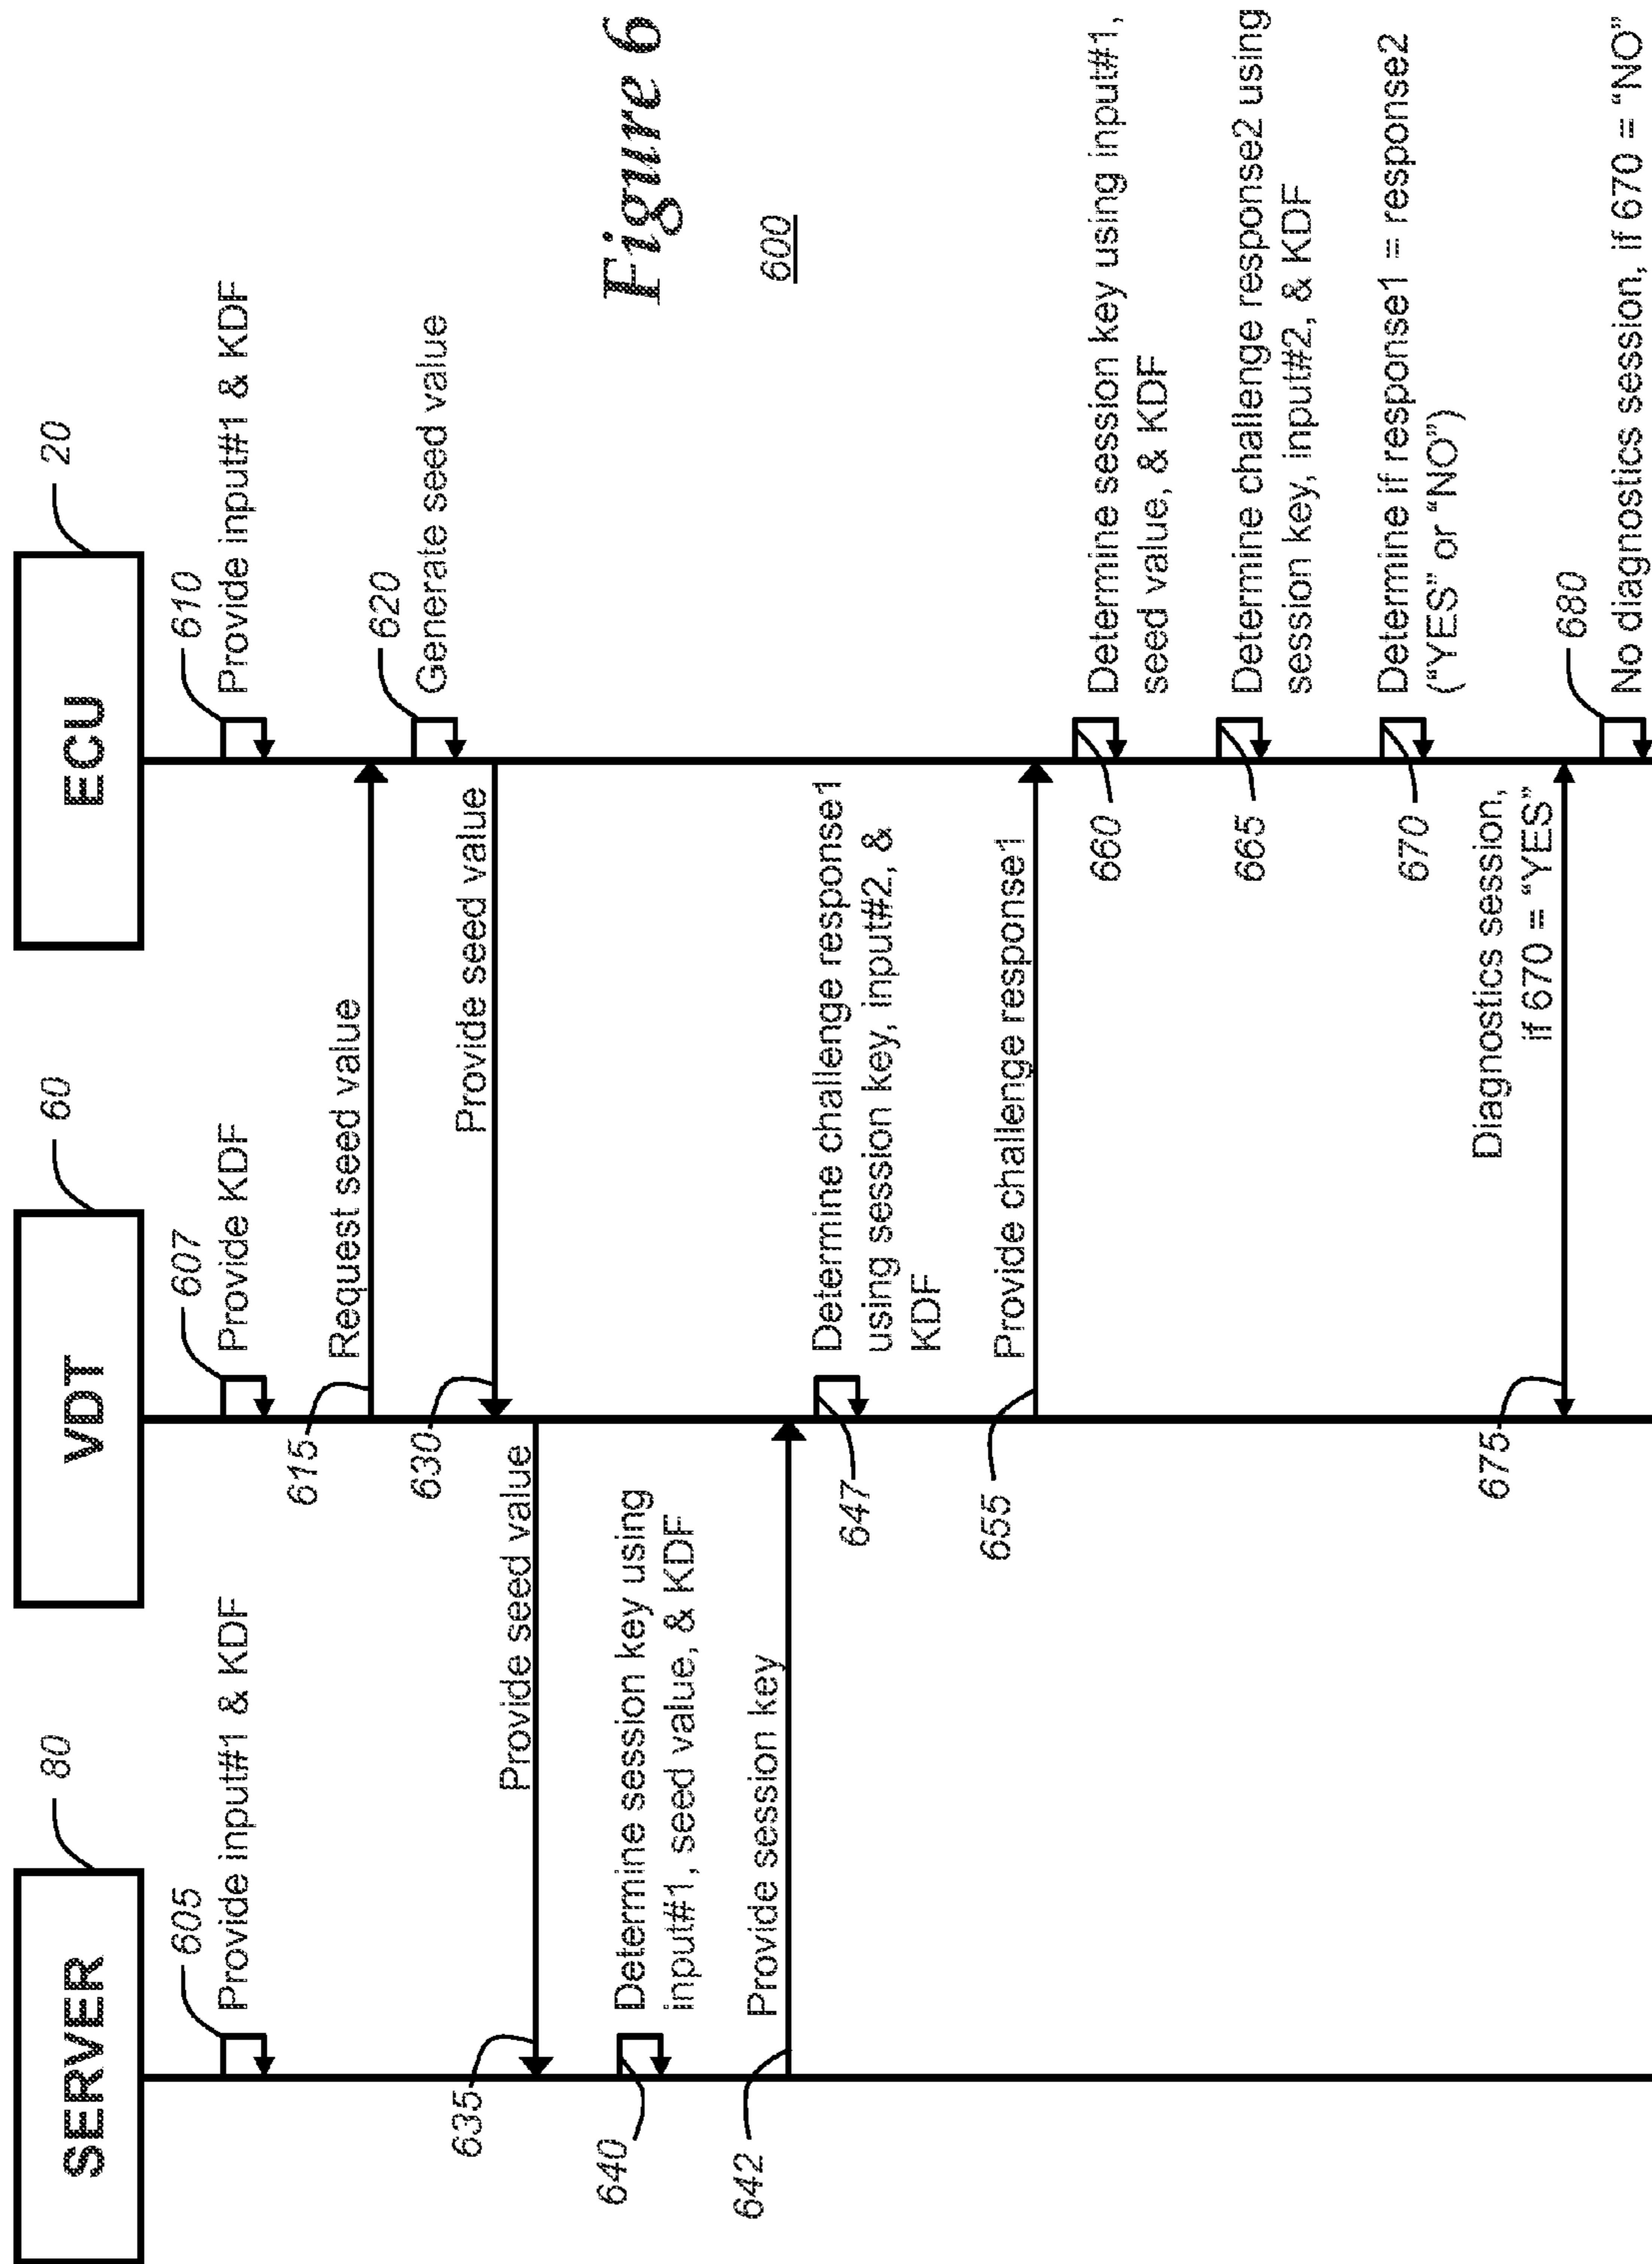 SERVER
80
VDT
60
ECU
20
605
Provide input#1 & KDF
607
Provide KDF
610
Provide input#1 & KDF
615
Request seed value
620
Generate seed value
630
Provide seed value
635
Provide seed value
640
Determine session key using
input#1, seed value, & KDF
642
Provide session key
647
Determine challenge response1
using session key, input#2, &
KDF
655
Provide challenge response1
660
Determine session key using input#1,
seed value, & KDF
665
Determine challenge response2 using
session key, input#2, & KDF
670
Determine if response1 = response2
("YES" or "NO")
675
Diagnostics session,
if 670 = "YES"
680
No diagnostics session, if 670 = "NO"
Figure 6
600